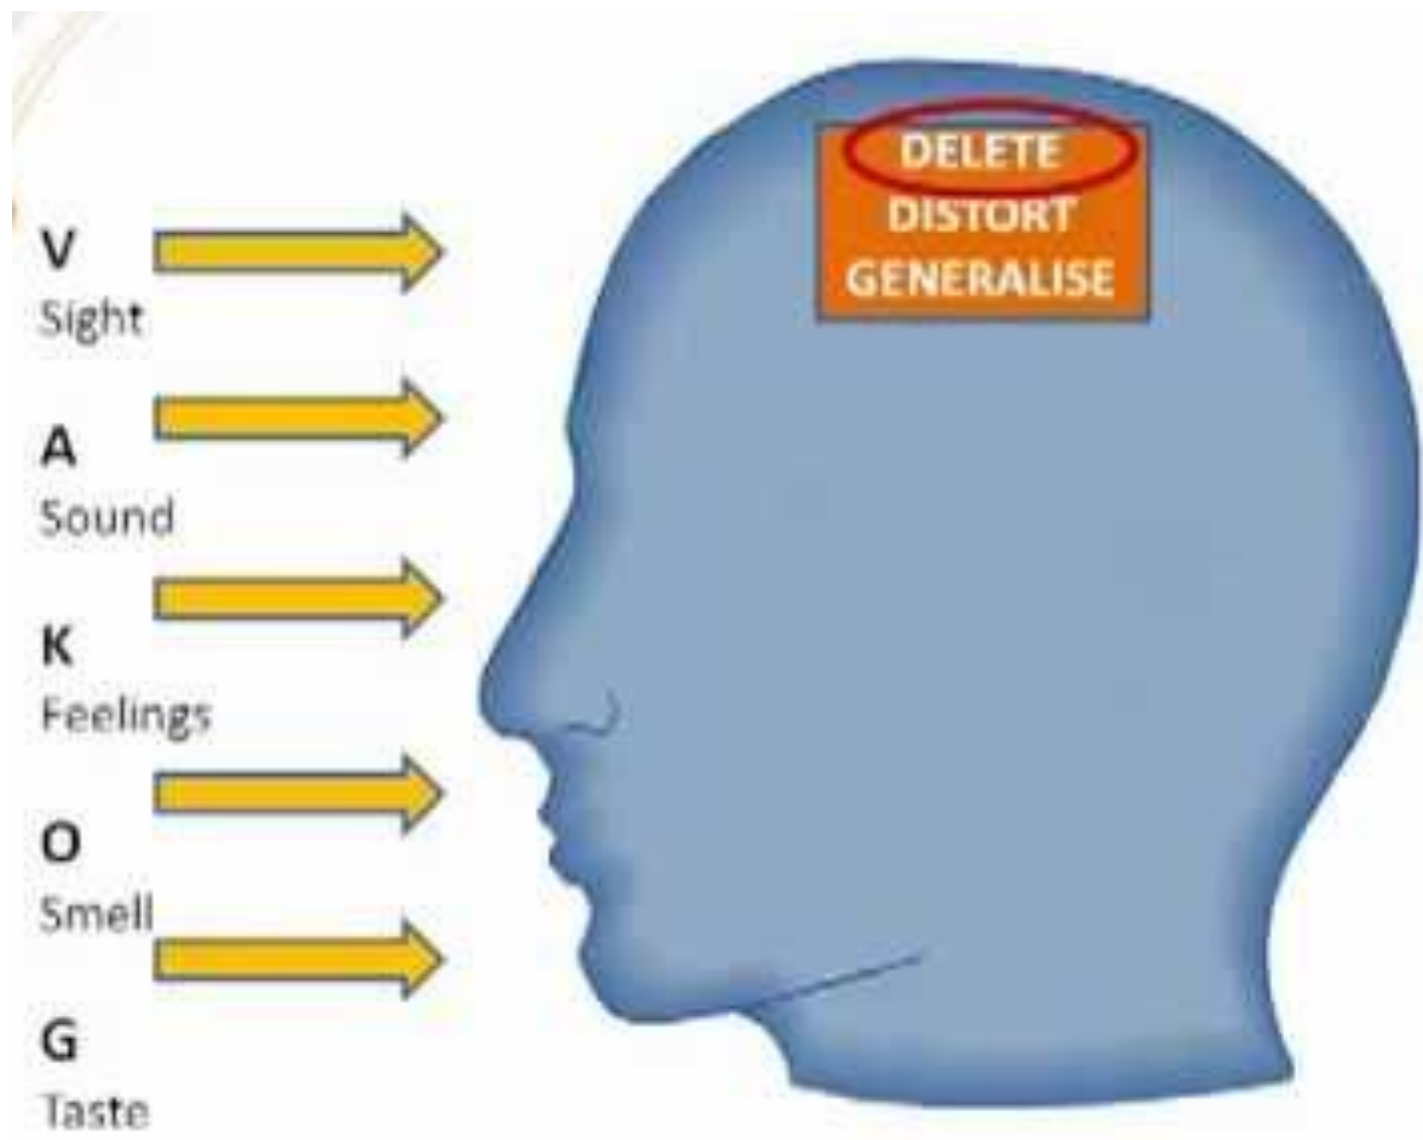 V
Sight
A
Sound
K
Feelings
O
Smell
G
Taste
DELETE
DISTORT
GENERALISE